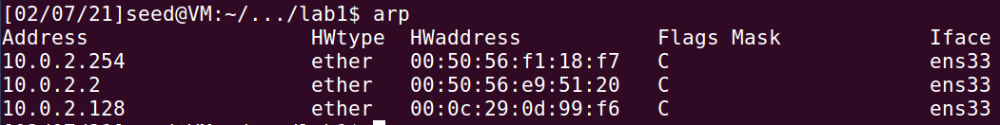 [02/07/21]seed@VM:~/.../lab1$ arp
Address                  HWtype  HWaddress           Flags Mask            Iface
10.0.2.254               ether   00:50:56:f1:18:f7   C                     ens33
10.0.2.2                 ether   00:50:56:e9:51:20   C                     ens33
10.0.2.128               ether   00:0c:29:0d:99:f6   C                     ens33